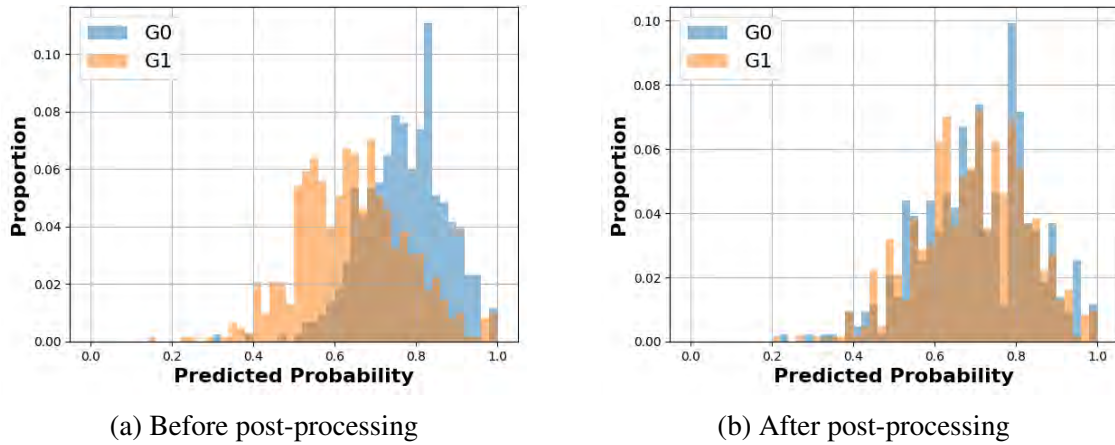 G0
G1
0.10
0.08
0.06
0.04
0.02
0.00
Proportion
0.0 0.2 0.4 0.6 0.8 1.0
Predicted Probability
(a) Before post-processing
G0
G1
0.10
0.08
0.06
0.04
0.02
0.00
Proportion
0.0 0.2 0.4 0.6 0.8 1.0
Predicted Probability
(b) After post-processing